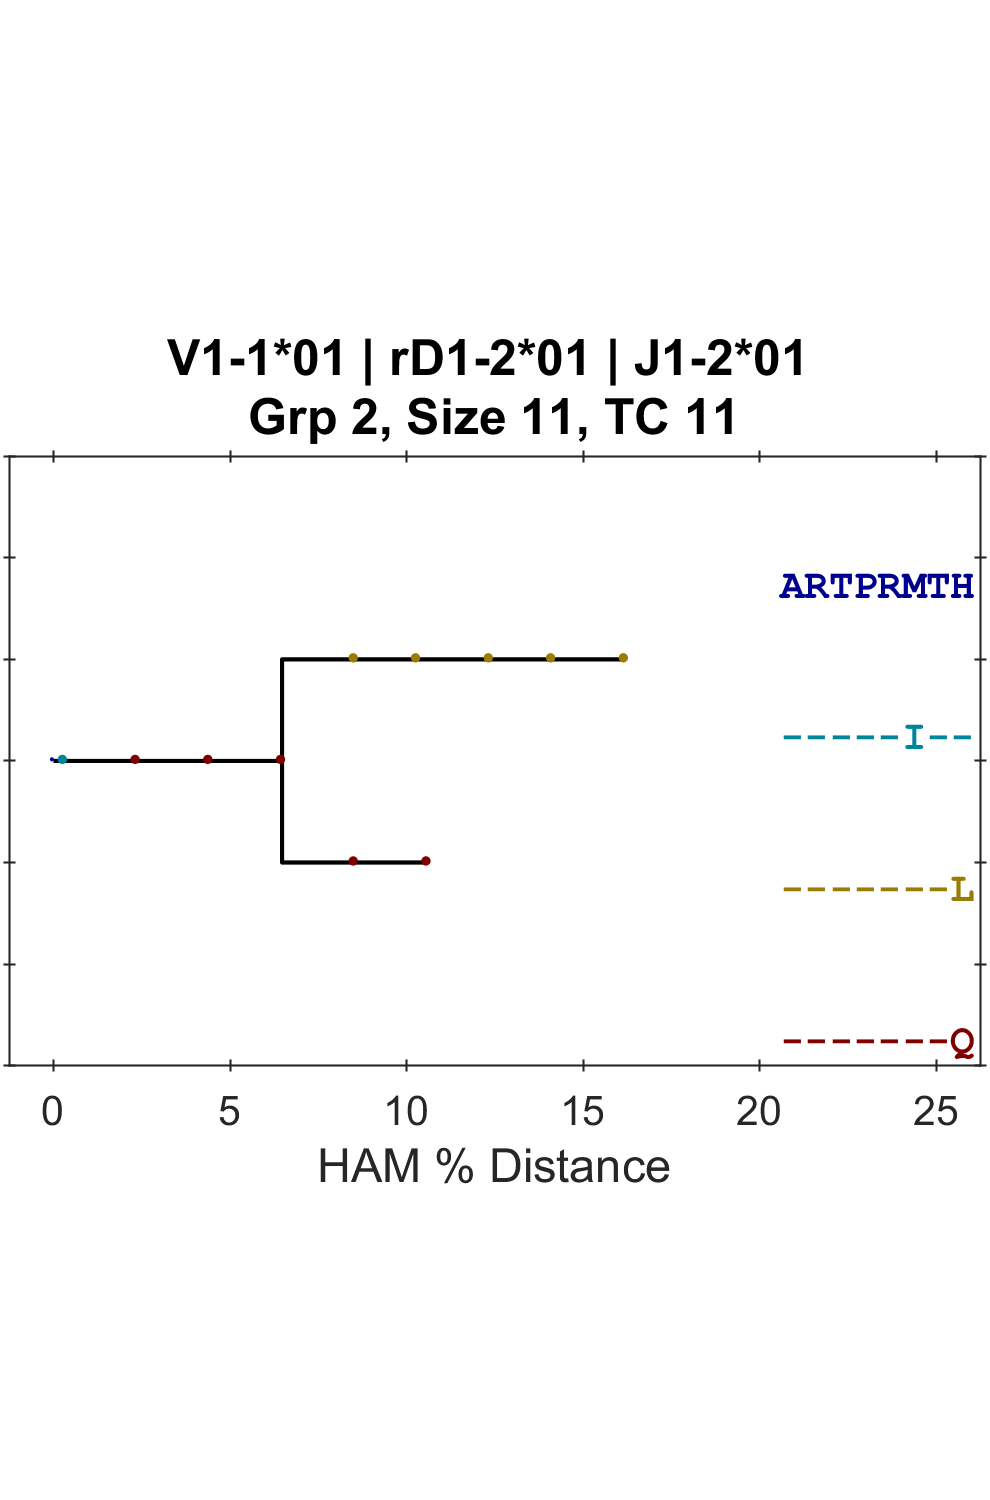 V1-1*01 | rD1-2*01 | J1-2*01
Grp 2, Size 11, TC 11
ARTPRMTH
-----I--
-------L
-------Q
0 5 10 15 20 25
HAM % Distance